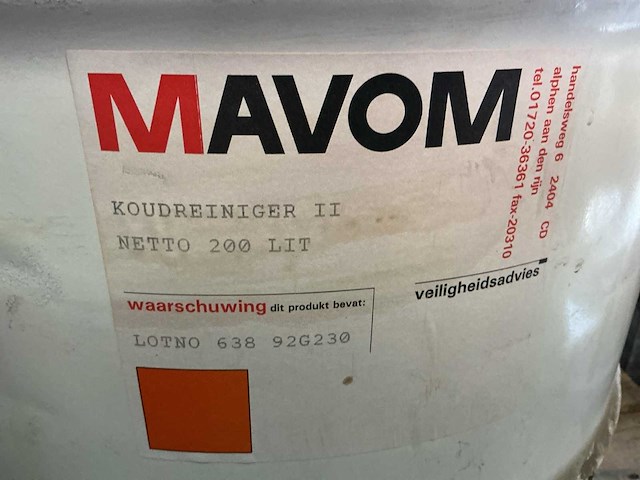 MAVOM
handelsweg 6 2404 CD
alphen aan den rijn
tel.01720-36361 fax-20310
KOUDREINIGER II
NETTO 200 LIT
waarschuwing dit produkt bevat:
veiligheidsadvies
LOTNO 638 92G230